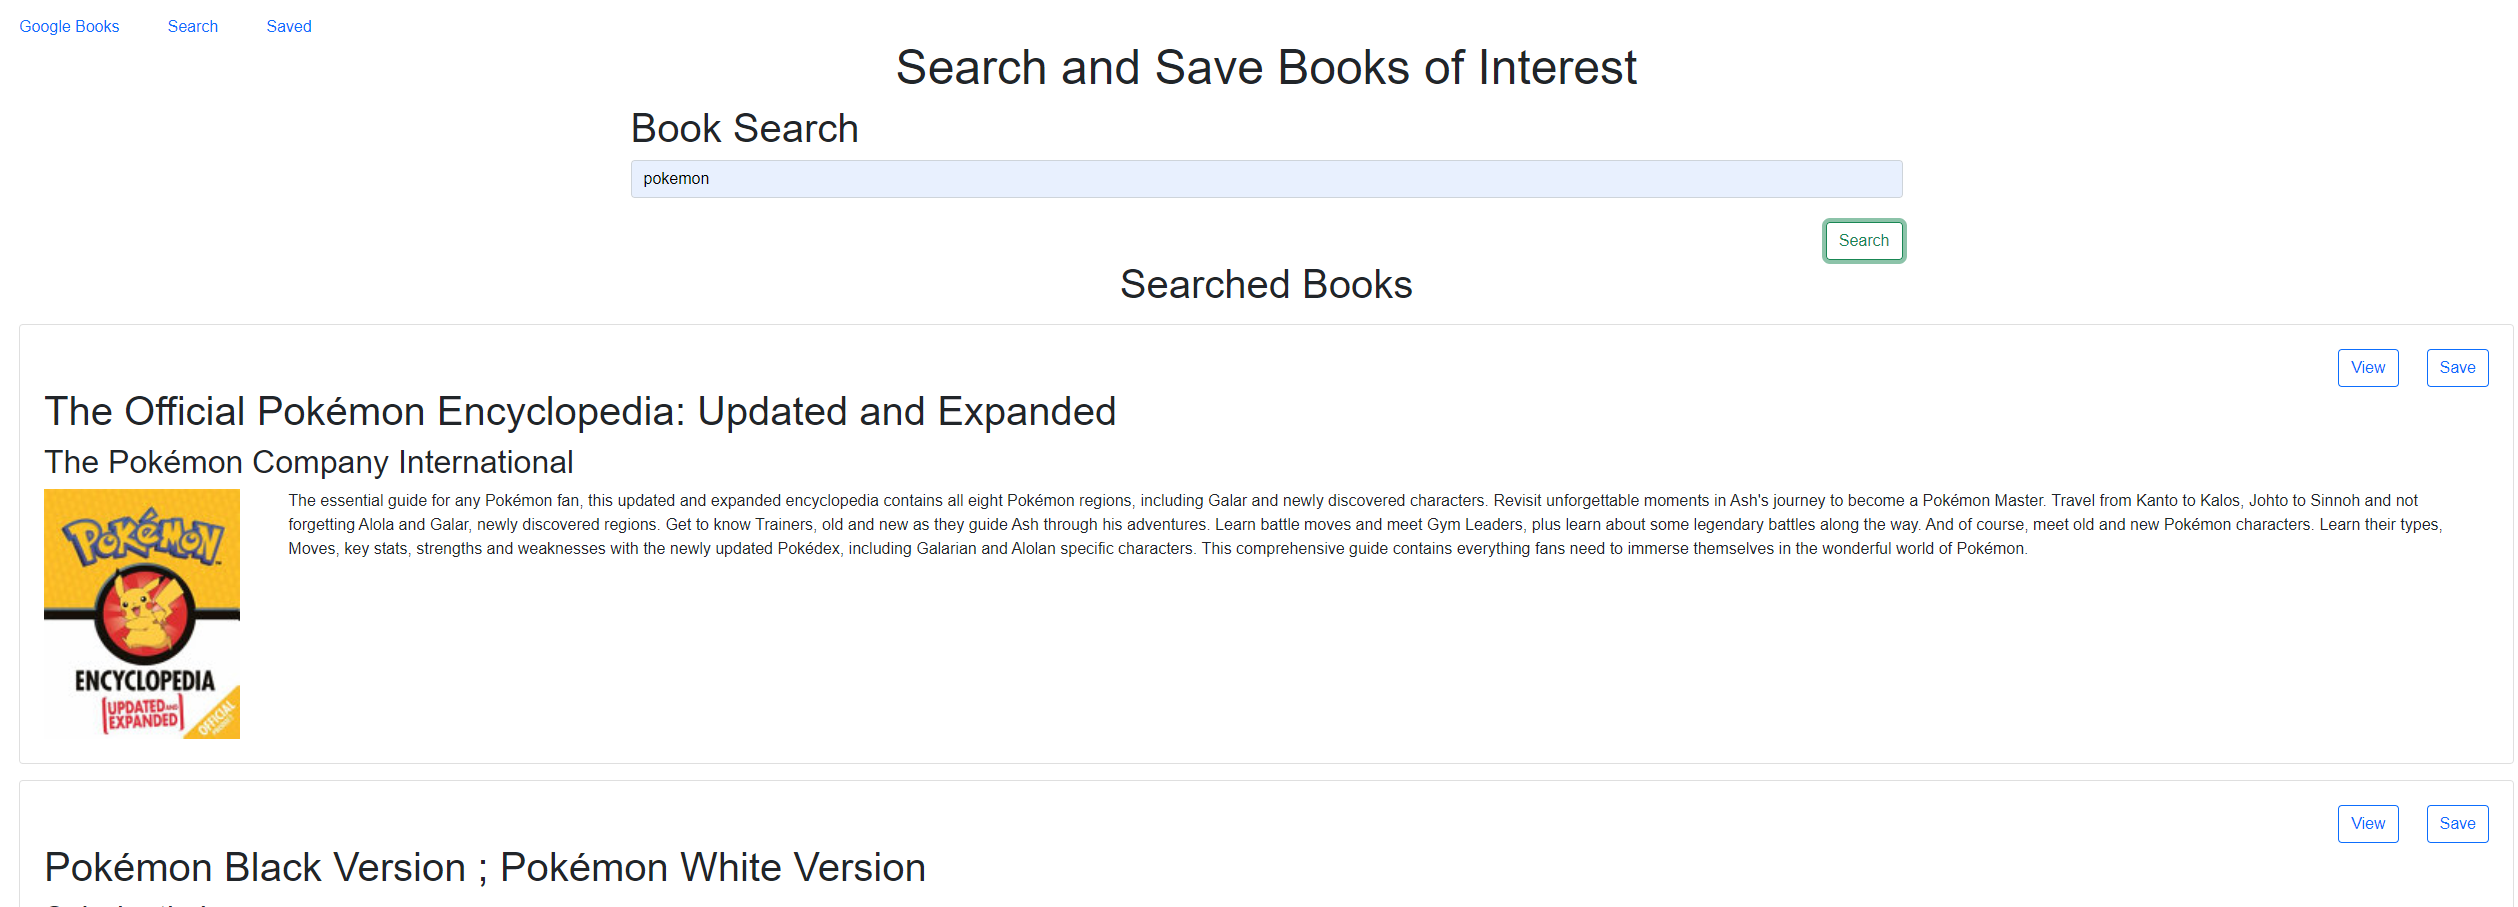 Google Books Search Saved
Search and Save Books of Interest
Book Search
pokemon
Search
Searched Books
View Save
The Official Pokémon Encyclopedia: Updated and Expanded
The Pokémon Company International
The essential guide for any Pokémon fan, this updated and expanded encyclopedia contains all eight Pokémon regions, including Galar and newly discovered characters. Revisit unforgettable moments in Ash's journey to become a Pokémon Master. Travel from Kanto to Kalos, Johto to Sinnoh and not
forgetting Alola and Galar, newly discovered regions. Get to know Trainers, old and new as they guide Ash through his adventures. Learn battle moves and meet Gym Leaders, plus learn about some legendary battles along the way. And of course, meet old and new Pokémon characters. Learn their types,
Moves, key stats, strengths and weaknesses with the newly updated Pokédex, including Galarian and Alolan specific characters. This comprehensive guide contains everything fans need to immerse themselves in the wonderful world of Pokémon.
POKéMON
ENCYCLOPEDIA
UPDATED AND
EXPANDED
OFFICIAL
PRODUCT
View Save
Pokémon Black Version ; Pokémon White Version